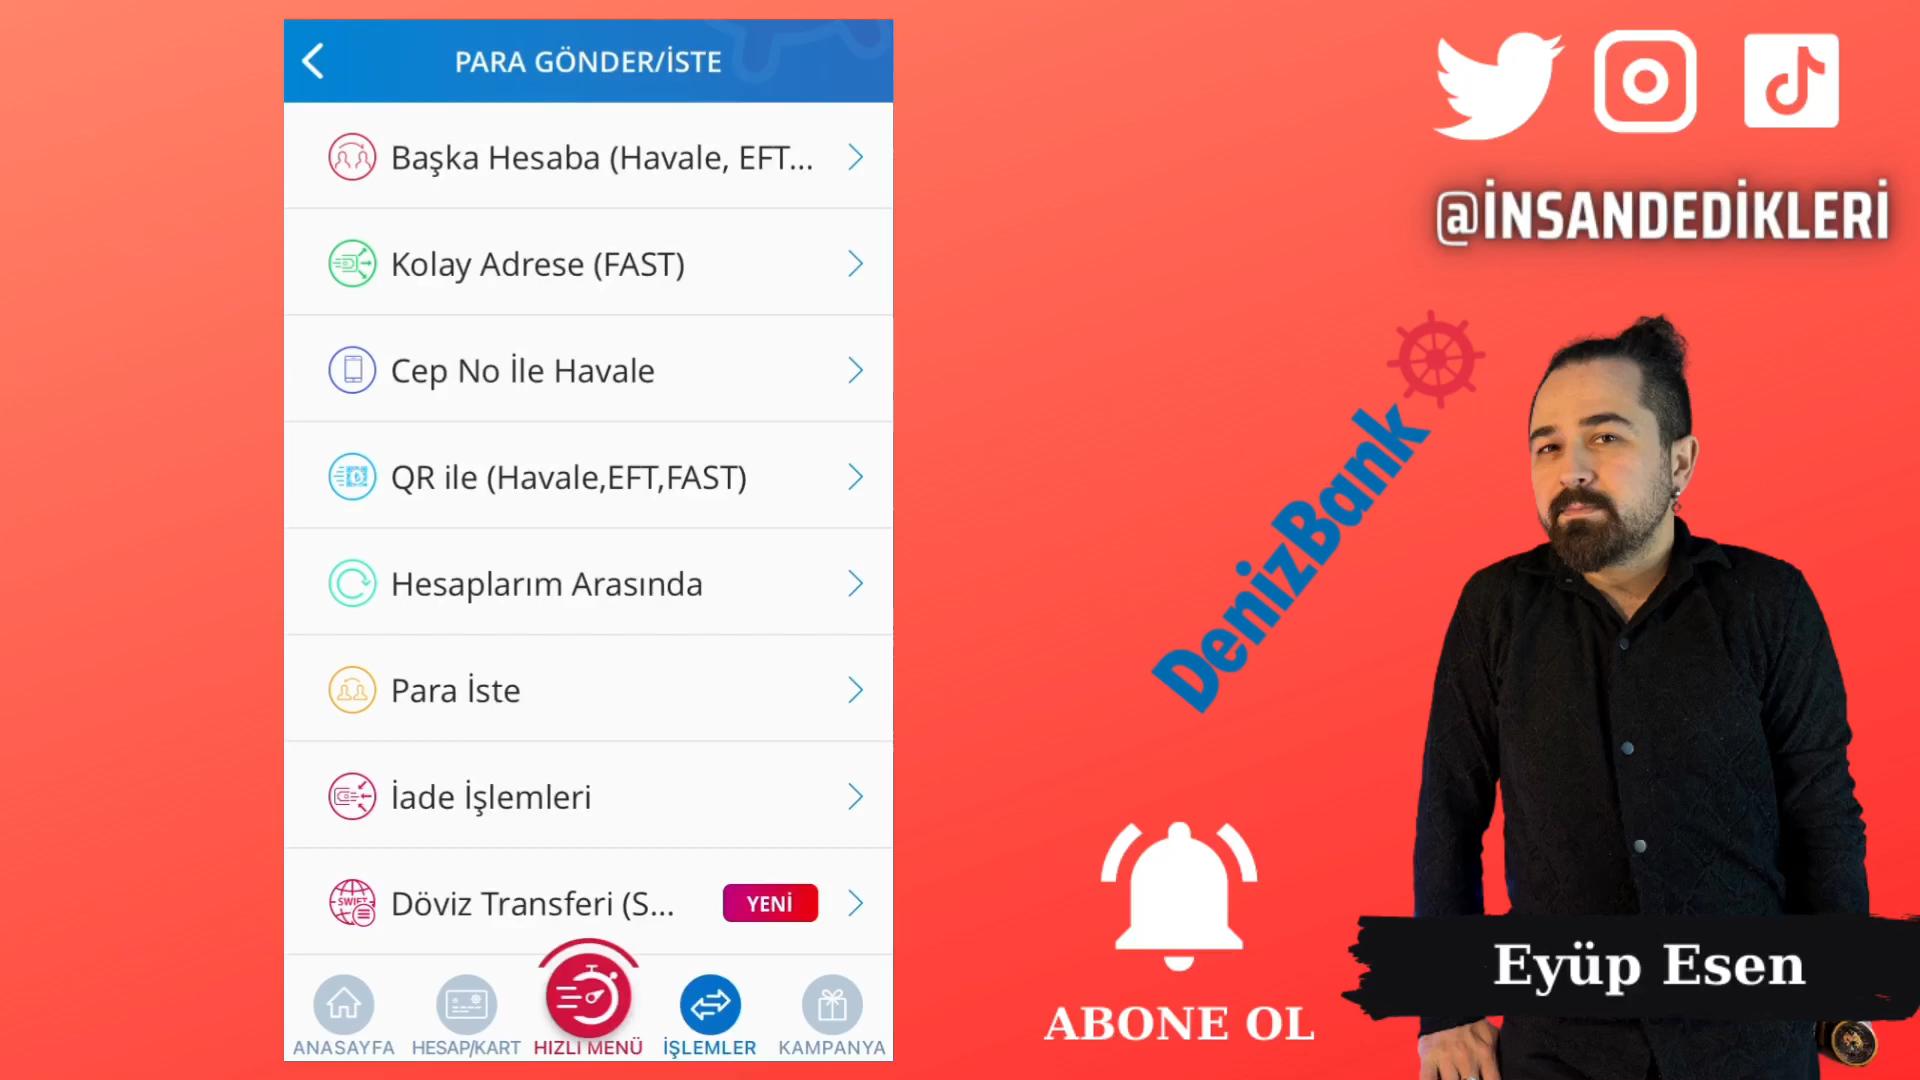 PARA GÖNDER/İSTE
Başka Hesaba (Havale, EFT...
Kolay Adrese (FAST)
Cep No İle Havale
QR ile (Havale,EFT,FAST)
Hesaplarım Arasında
Para İste
İade İşlemleri
SWIFT
Döviz Transferi (S...
YENİ
ANASAYFA
HESAP/KART
HIZLI MENÜ
İŞLEMLER
KAMPANYA
@İNSANDEDİKLERİ
DenizBank
ABONE OL
Eyüp Esen